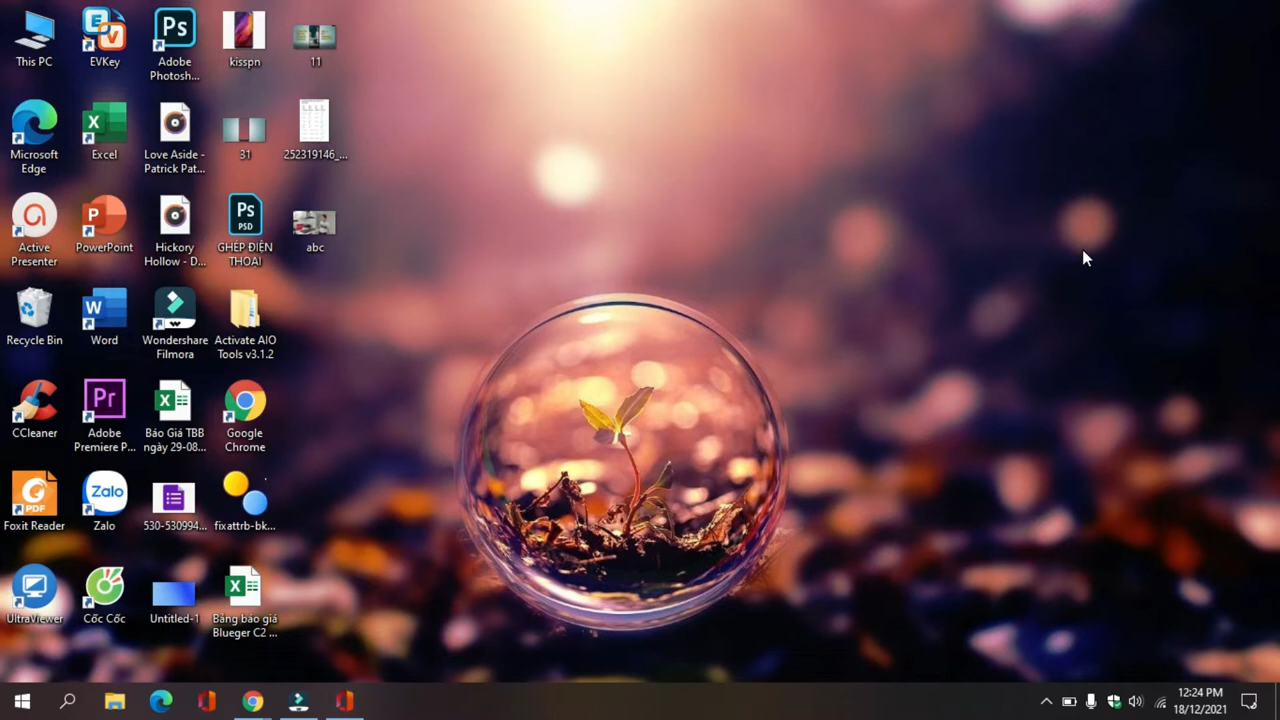 This PC
EVKey
Adobe
Photosh...
kisspn
11
Microsoft
Edge
Excel
Love Aside -
Patrick Pat...
31
252319146_...
Active
Presenter
PowerPoint
Hickory
Hollow - D...
PSD
GHÉP ĐIỆN
THOẠI
abc
Recycle Bin
Word
Wondershare
Filmora
Activate AIO
Tools v3.1.2
CCleaner
Adobe
Premiere P...
Báo Giá TBB
ngày 29-08...
Google
Chrome
PDF
Foxit Reader
Zalo
Zalo
530-530994...
fixattrb-bk...
UltraViewer
Cốc Cốc
Untitled-1
Bảng báo giá
Blueger C2 ...
12:24 PM
18/12/2021